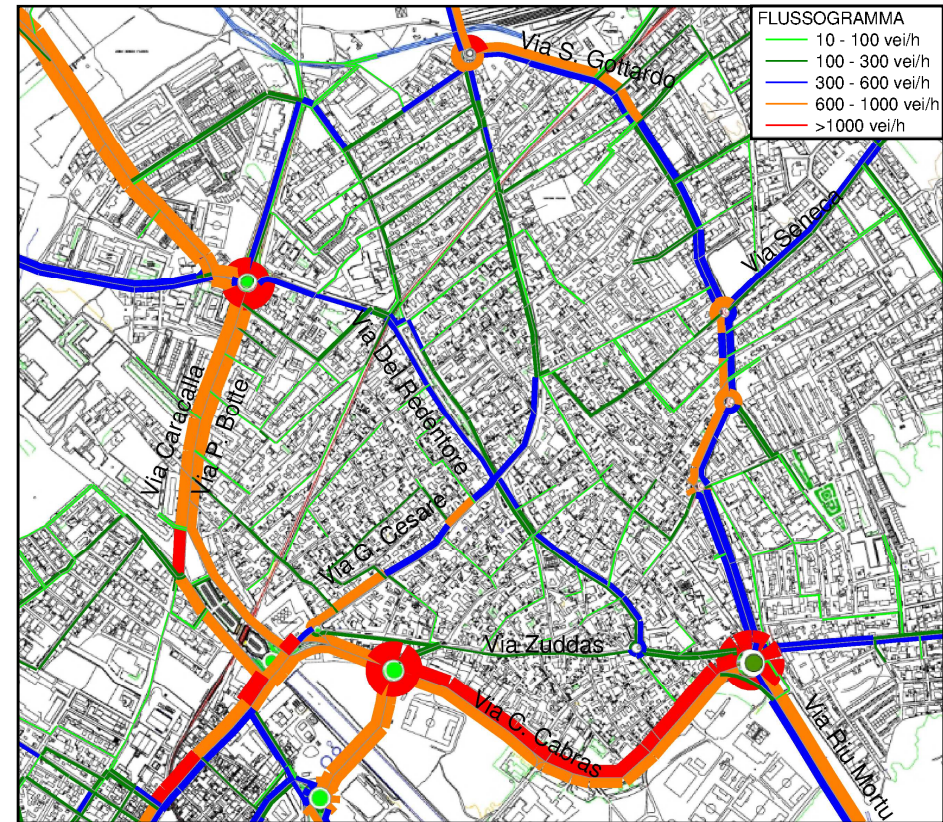 FLUSSOGRAMMA
10 - 100 vei/h
100 - 300 vei/h
300 - 600 vei/h
600 - 1000 vei/h
>1000 vei/h
Via S. Gottardo
Via Seneca
Via Del Redentore
Via Caracalla
Via P. Botte
Via G. Cesare
Via Zuddas
Via C. Cabras
Via Riu Mortu